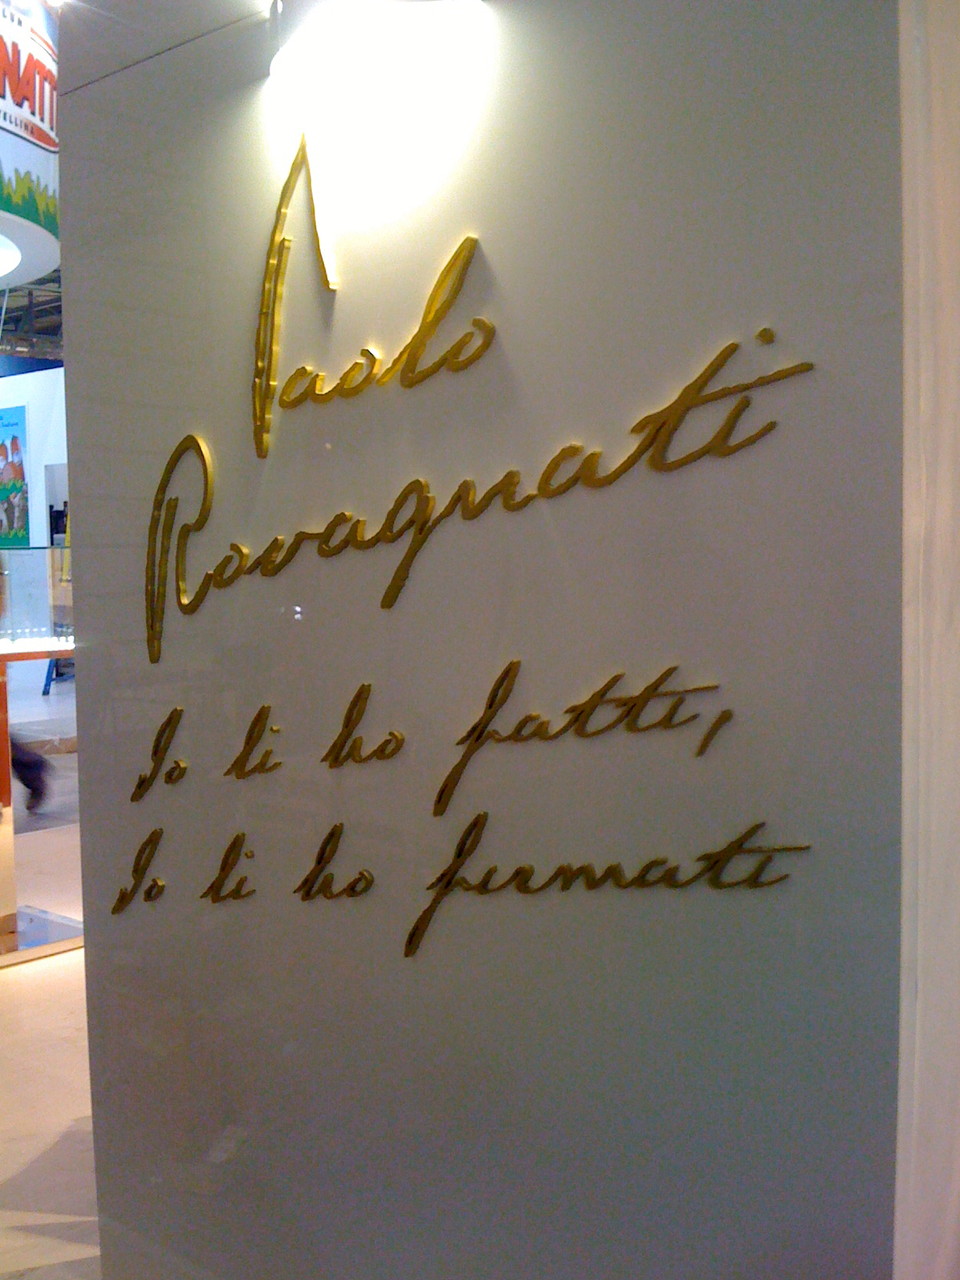 Paolo
Rovagnati
Io li ho fatti,
Io li ho firmati